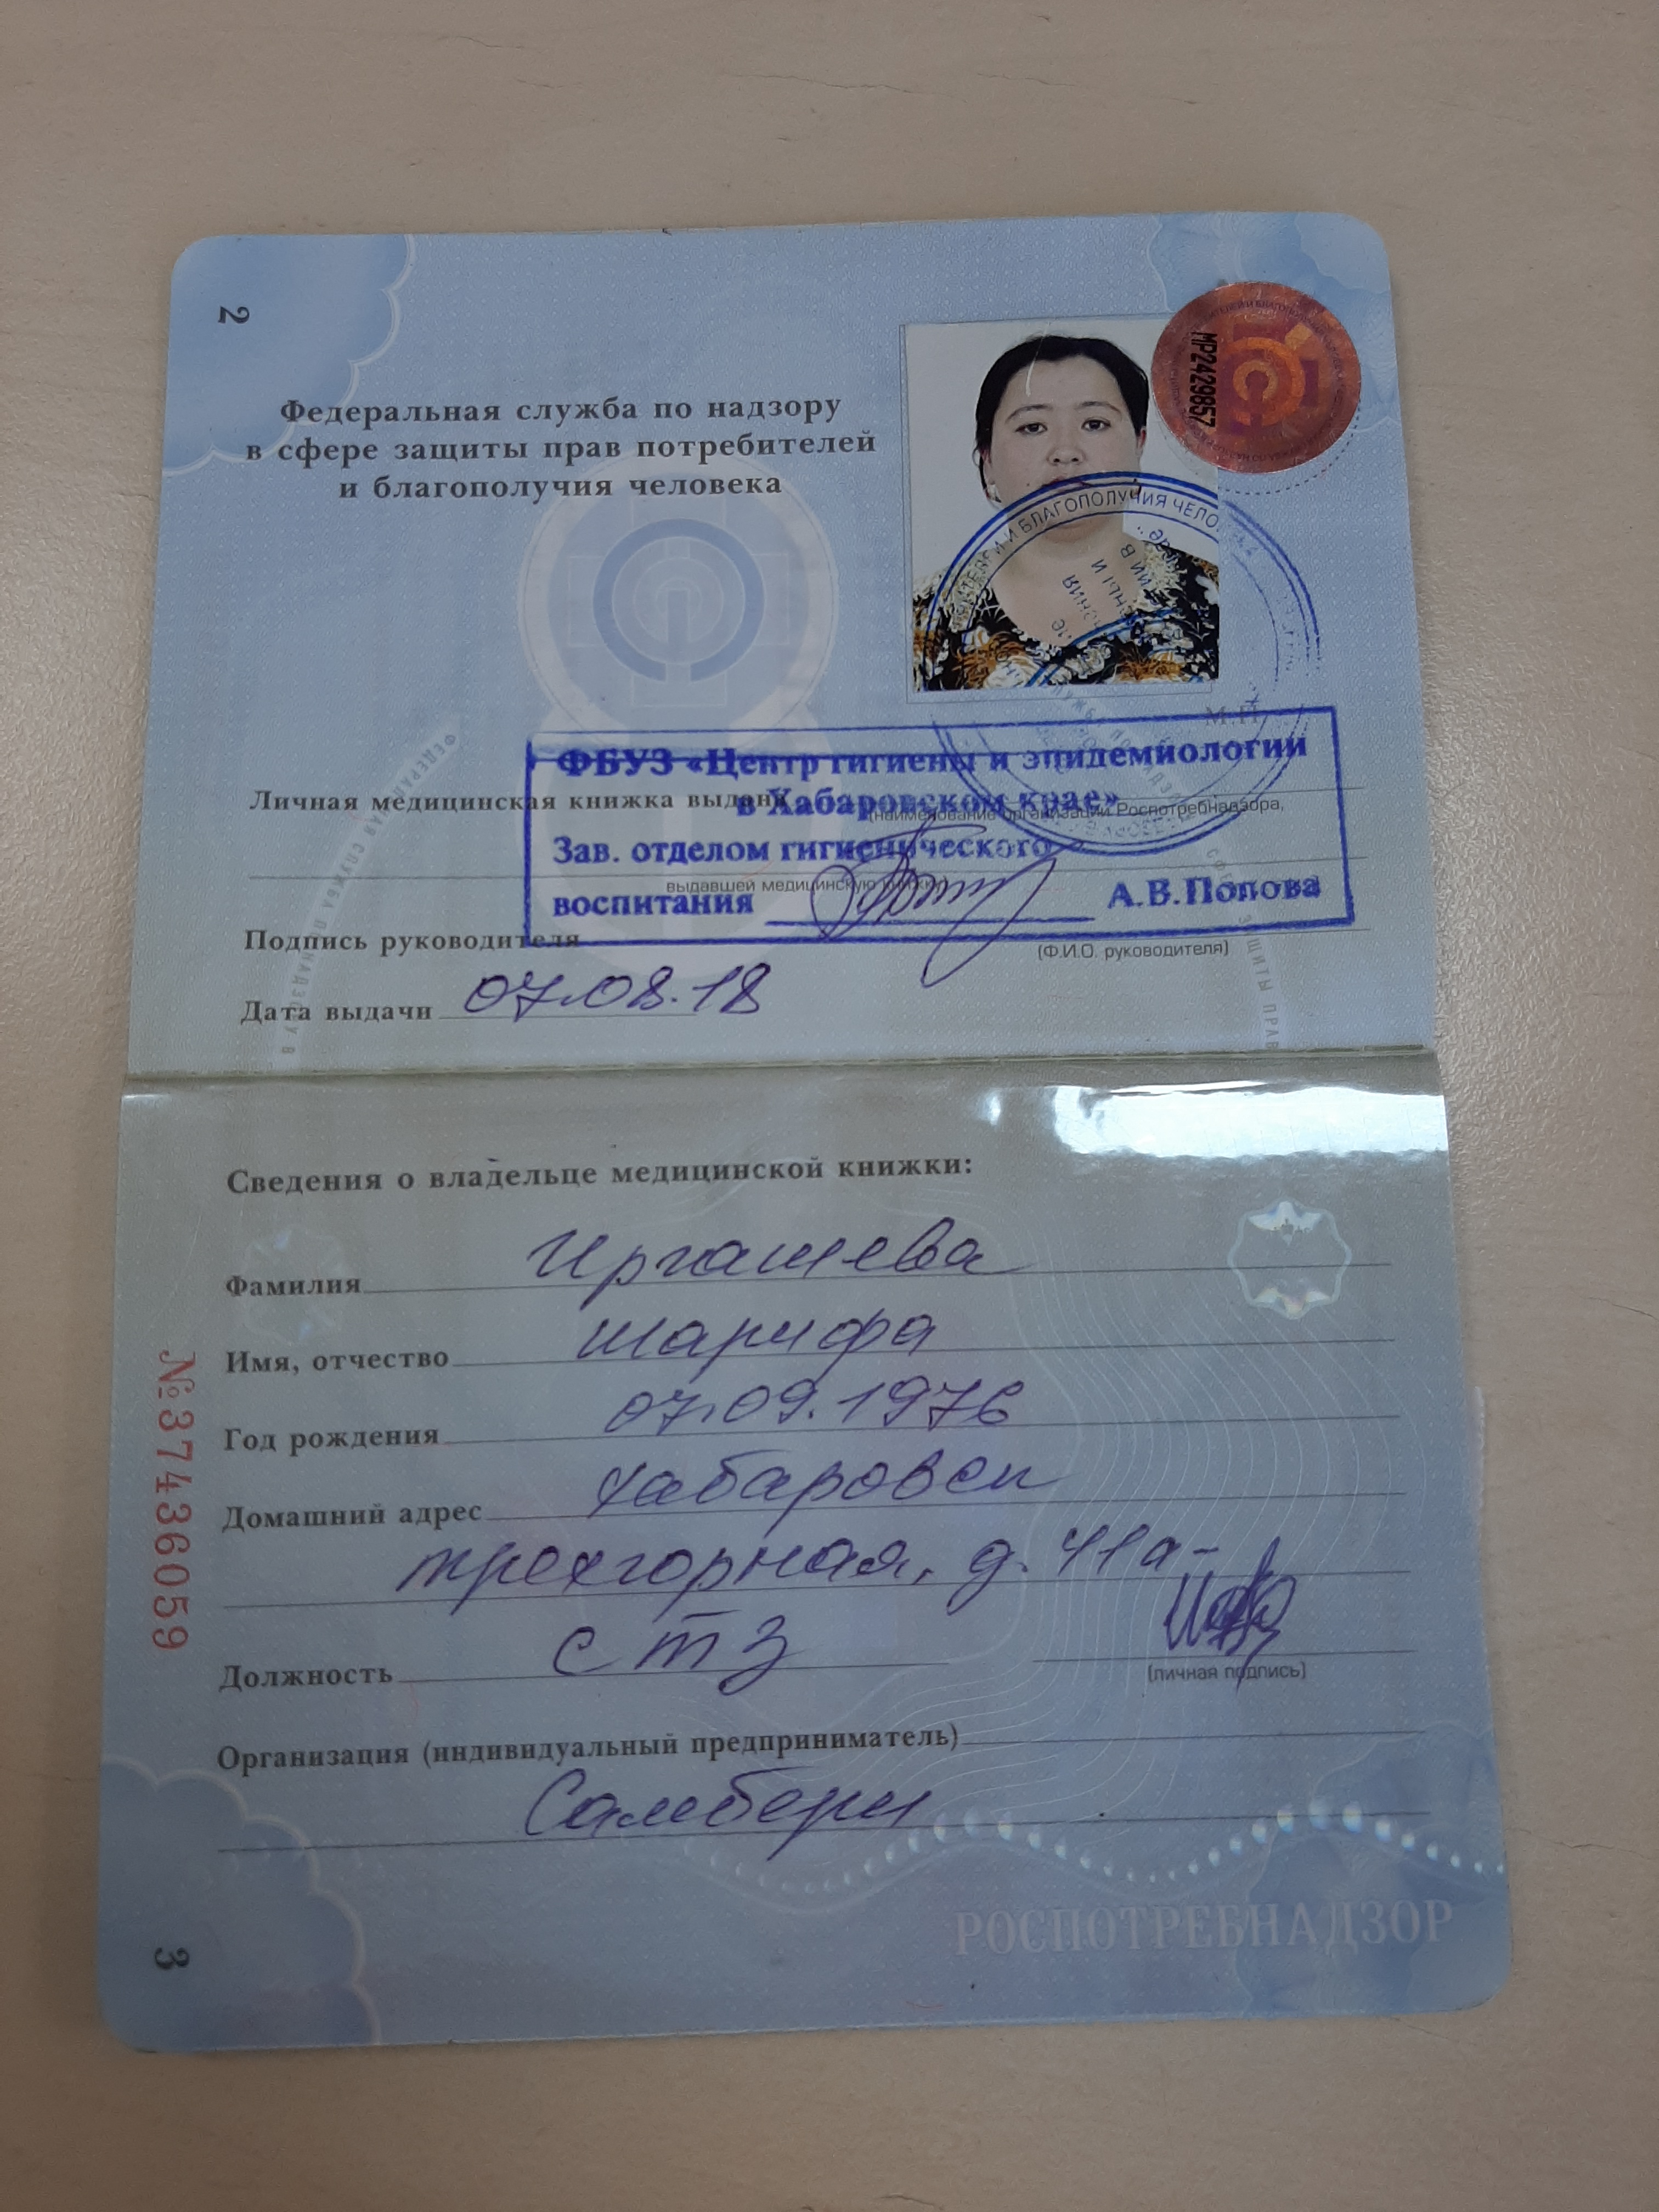 2
Федеральная служба по надзору
в сфере защиты прав потребителей
и благополучия человека
МР2429857
М.П.
ФБУЗ «Центр гигиены и эпидемиологии
в Хабаровском крае»
Личная медицинская книжка выдана
(наименование организации Роспотребнадзора,
Зав. отделом гигиенического
выдавшей медицинскую книжку)
воспитания А.В.Попова
Подпись руководителя
(Ф.И.О. руководителя)
Дата выдачи 07.08.18
Сведения о владельце медицинской книжки:
Фамилия Иргашева
Имя, отчество Шарифа
Год рождения 07.09.1976
Домашний адрес Хабаровск
Трехгорная, д. 41а-
Должность СТЗ
(личная подпись)
Организация (индивидуальный предприниматель)
Самбери
№37436059
РОСПОТРЕБНАДЗОР
3